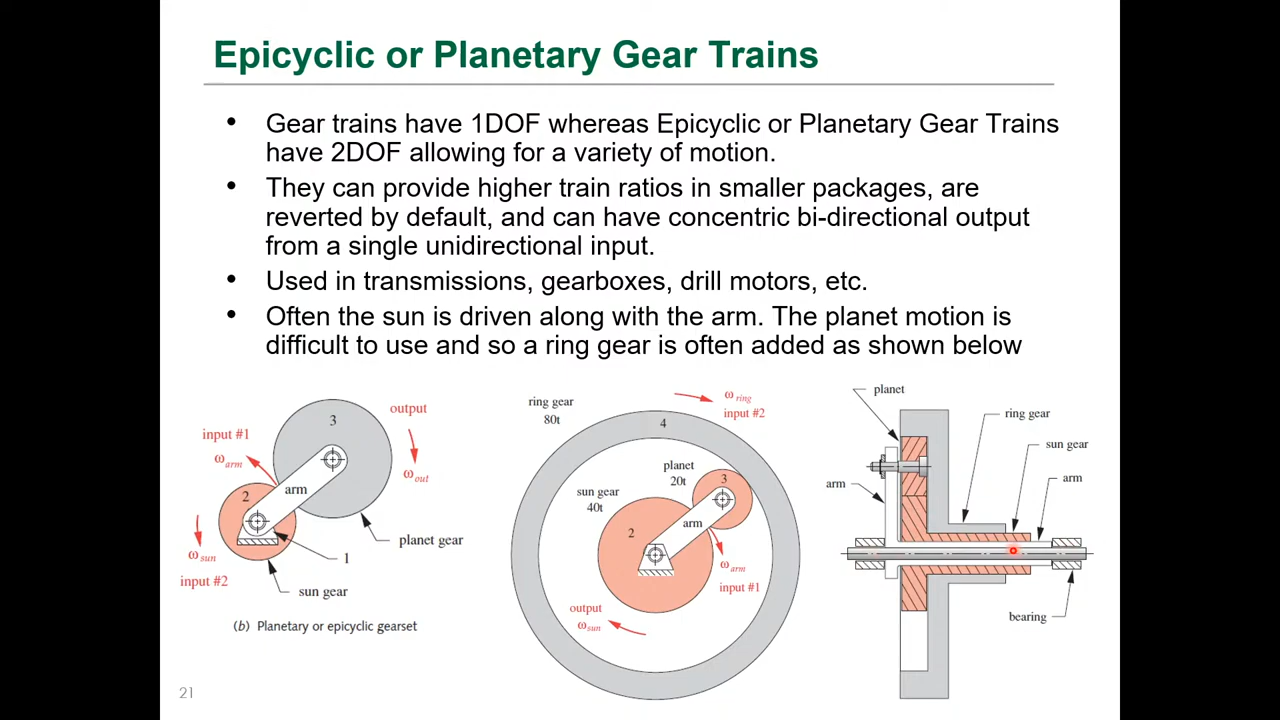 Epicyclic or Planetary Gear Trains
• Gear trains have 1DOF whereas Epicyclic or Planetary Gear Trains
have 2DOF allowing for a variety of motion.
• They can provide higher train ratios in smaller packages, are
reverted by default, and can have concentric bi-directional output
from a single unidirectional input.
• Used in transmissions, gearboxes, drill motors, etc.
• Often the sun is driven along with the arm. The planet motion is
difficult to use and so a ring gear is often added as shown below
3
output
input #1
ωarm
ωout
arm
2
planet gear
1
ωsun
input #2
sun gear
(b) Planetary or epicyclic gearset
ring gear
80t
ωring
input #2
4
planet
20t
3
sun gear
40t
arm
2
ωarm
input #1
output
ωsun
planet
ring gear
sun gear
arm
arm
bearing
21